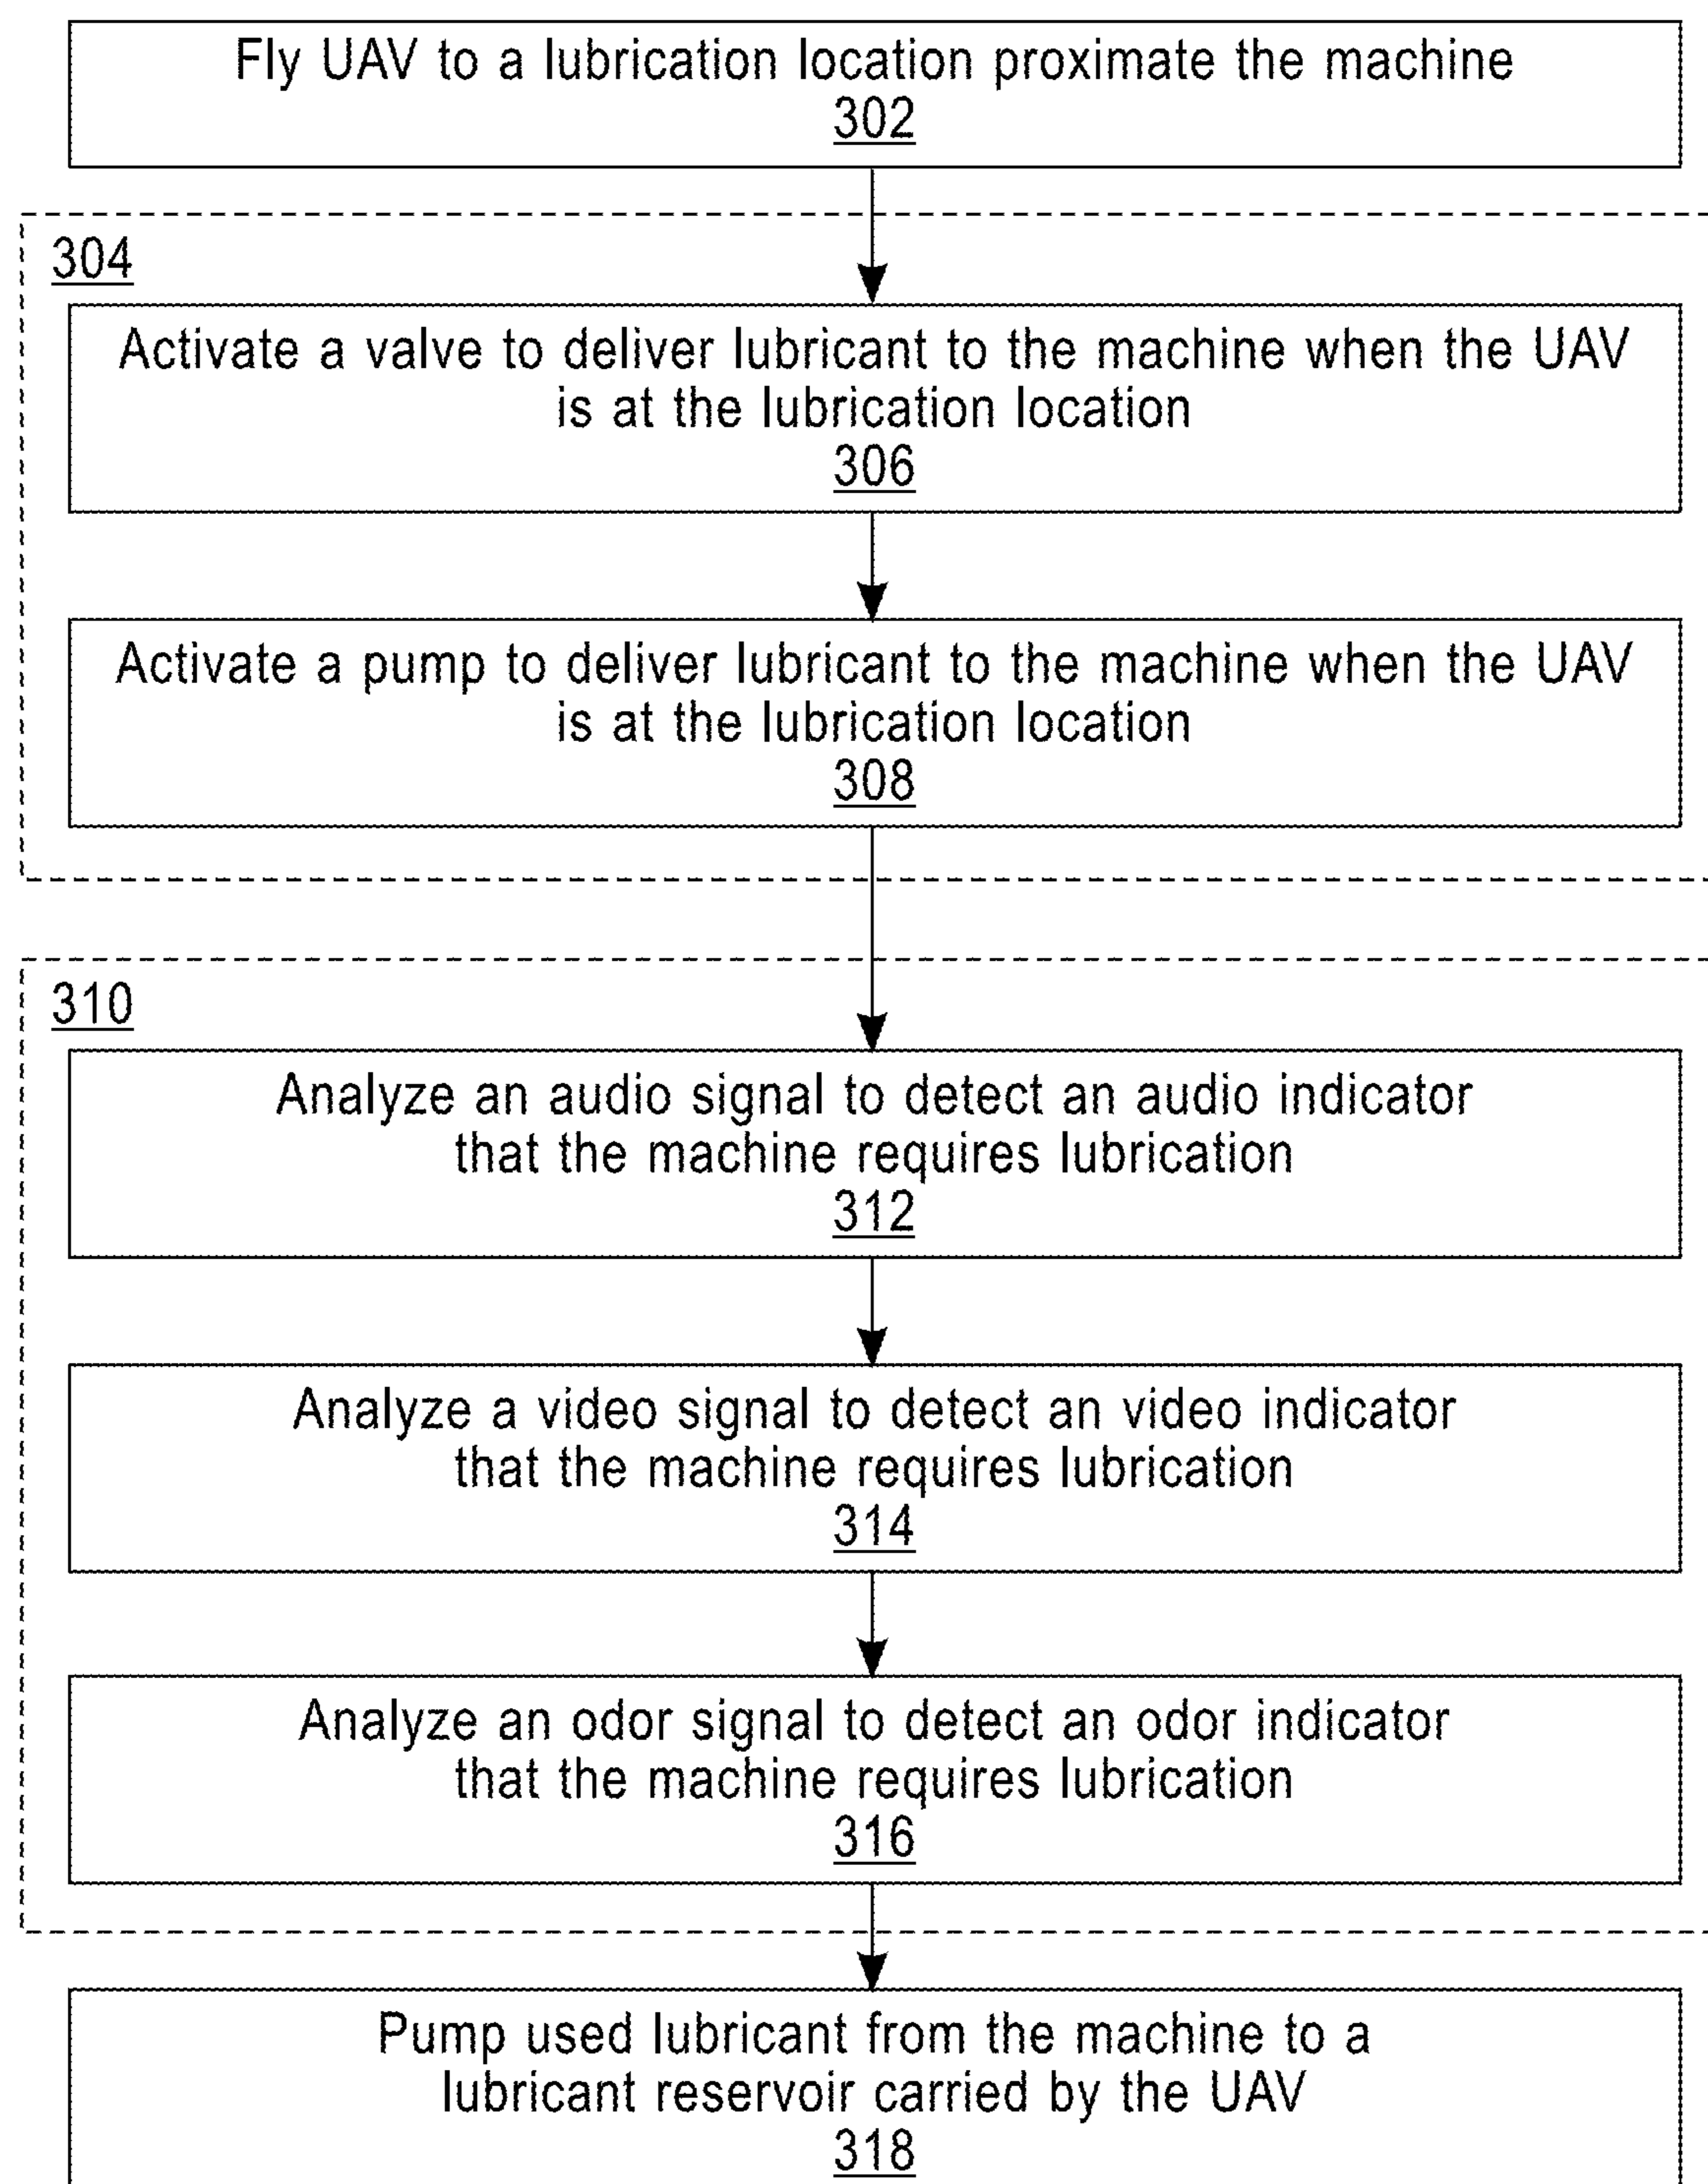 Fly UAV to a lubrication location proximate the machine
302
304
Activate a valve to deliver lubricant to the machine when the UAV
is at the lubrication location
306
Activate a pump to deliver lubricant to the machine when the UAV
is at the lubrication location
308
310
Analyze an audio signal to detect an audio indicator
that the machine requires lubrication
312
Analyze a video signal to detect an video indicator
that the machine requires lubrication
314
Analyze an odor signal to detect an odor indicator
that the machine requires lubrication
316
Pump used lubricant from the machine to a
lubricant reservoir carried by the UAV
318